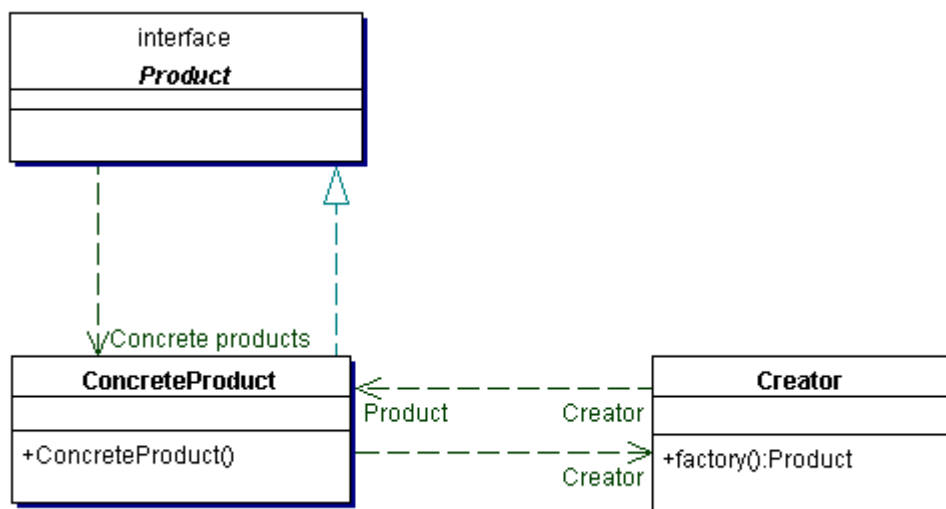 interface
Product
Concrete products
ConcreteProduct
+ConcreteProduct()
Product
Creator
Creator
Creator
+factory():Product